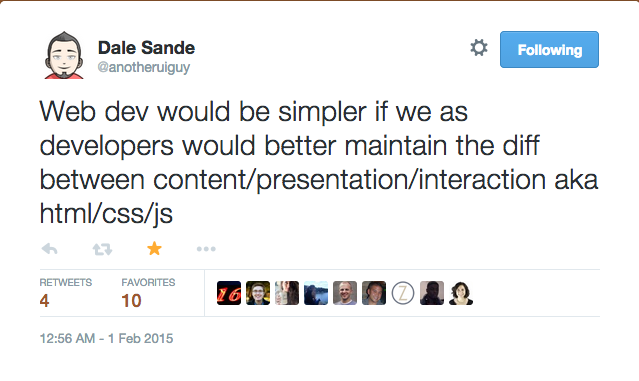 Dale Sande
@anotheruiguy
Following
Web dev would be simpler if we as
developers would better maintain the diff
between content/presentation/interaction aka
html/css/js
RETWEETS FAVORITES
4 10
16
Z
12:56 AM - 1 Feb 2015